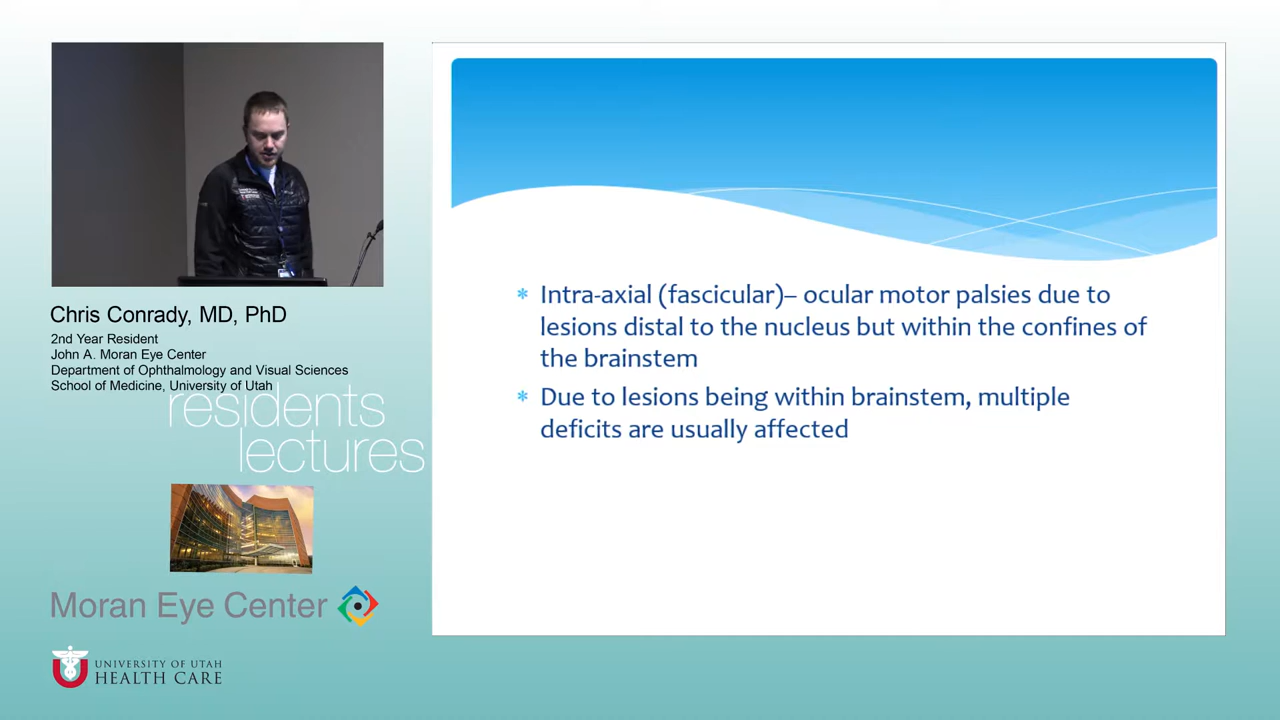 Chris Conrady, MD, PhD
2nd Year Resident
John A. Moran Eye Center
Department of Ophthalmology and Visual Sciences
School of Medicine, University of Utah
residents
lectures
Moran Eye Center
UNIVERSITY OF UTAH
HEALTH CARE
* Intra-axial (fascicular)– ocular motor palsies due to
lesions distal to the nucleus but within the confines of
the brainstem
* Due to lesions being within brainstem, multiple
deficits are usually affected